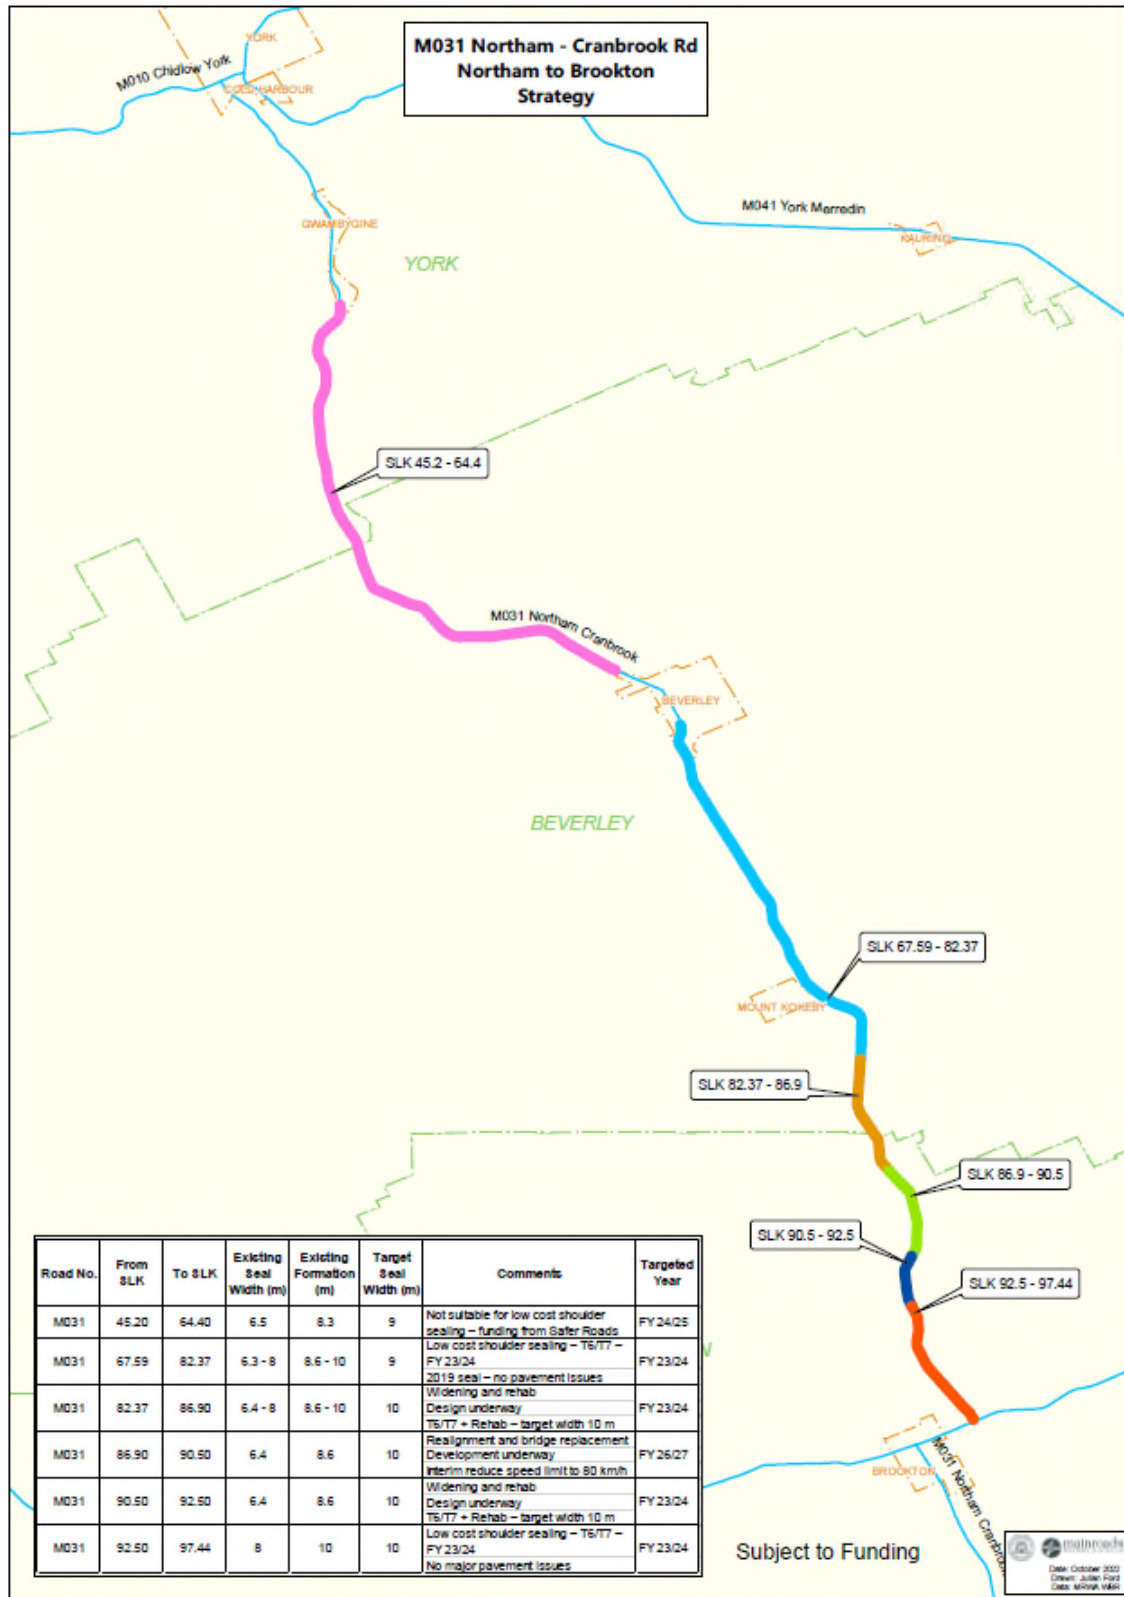 M031 Northam - Cranbrook Rd
Northam to Brookton
Strategy
YORK
M010 Chidlow York
COLD HARBOUR
GWAMBYGINE
M041 York Merredin
KAURING
YORK
SLK 45.2 - 64.4
M031 Northam Cranbrook
BEVERLEY
BEVERLEY
SLK 67.59 - 82.37
MOUNT KOKEBY
SLK 82.37 - 86.9
SLK 86.9 - 90.5
SLK 90.5 - 92.5
SLK 92.5 - 97.44
N
BROOKTON
M031 Northam Cranbrook
Road No. From SLK To SLK Existing Seal Width (m) Existing Formation (m) Target Seal Width (m) Comments Targeted Year
M031 45.20 64.40 6.5 8.3 9 Not suitable for low cost shoulder sealing – funding from Safer Roads FY 24/25
M031 67.59 82.37 6.3 - 8 8.6 - 10 9 Low cost shoulder sealing – T6/T7 – FY 23/24 2019 seal – no pavement issues FY 23/24
M031 82.37 86.90 6.4 - 8 8.6 - 10 10 Widening and rehab Design underway T6/T7 + Rehab – target width 10 m FY 23/24
M031 86.90 90.50 6.4 8.6 10 Realignment and bridge replacement Development underway Interim reduce speed limit to 80 km/h FY 26/27
M031 90.50 92.50 6.4 8.6 10 Widening and rehab Design underway T6/T7 + Rehab – target width 10 m FY 23/24
M031 92.50 97.44 8 10 10 Low cost shoulder sealing – T6/T7 – FY 23/24 No major pavement issues FY 23/24
Subject to Funding
mainroads
Date: October 2022
Drawn: Julian Ford
Data: MRWA WBR